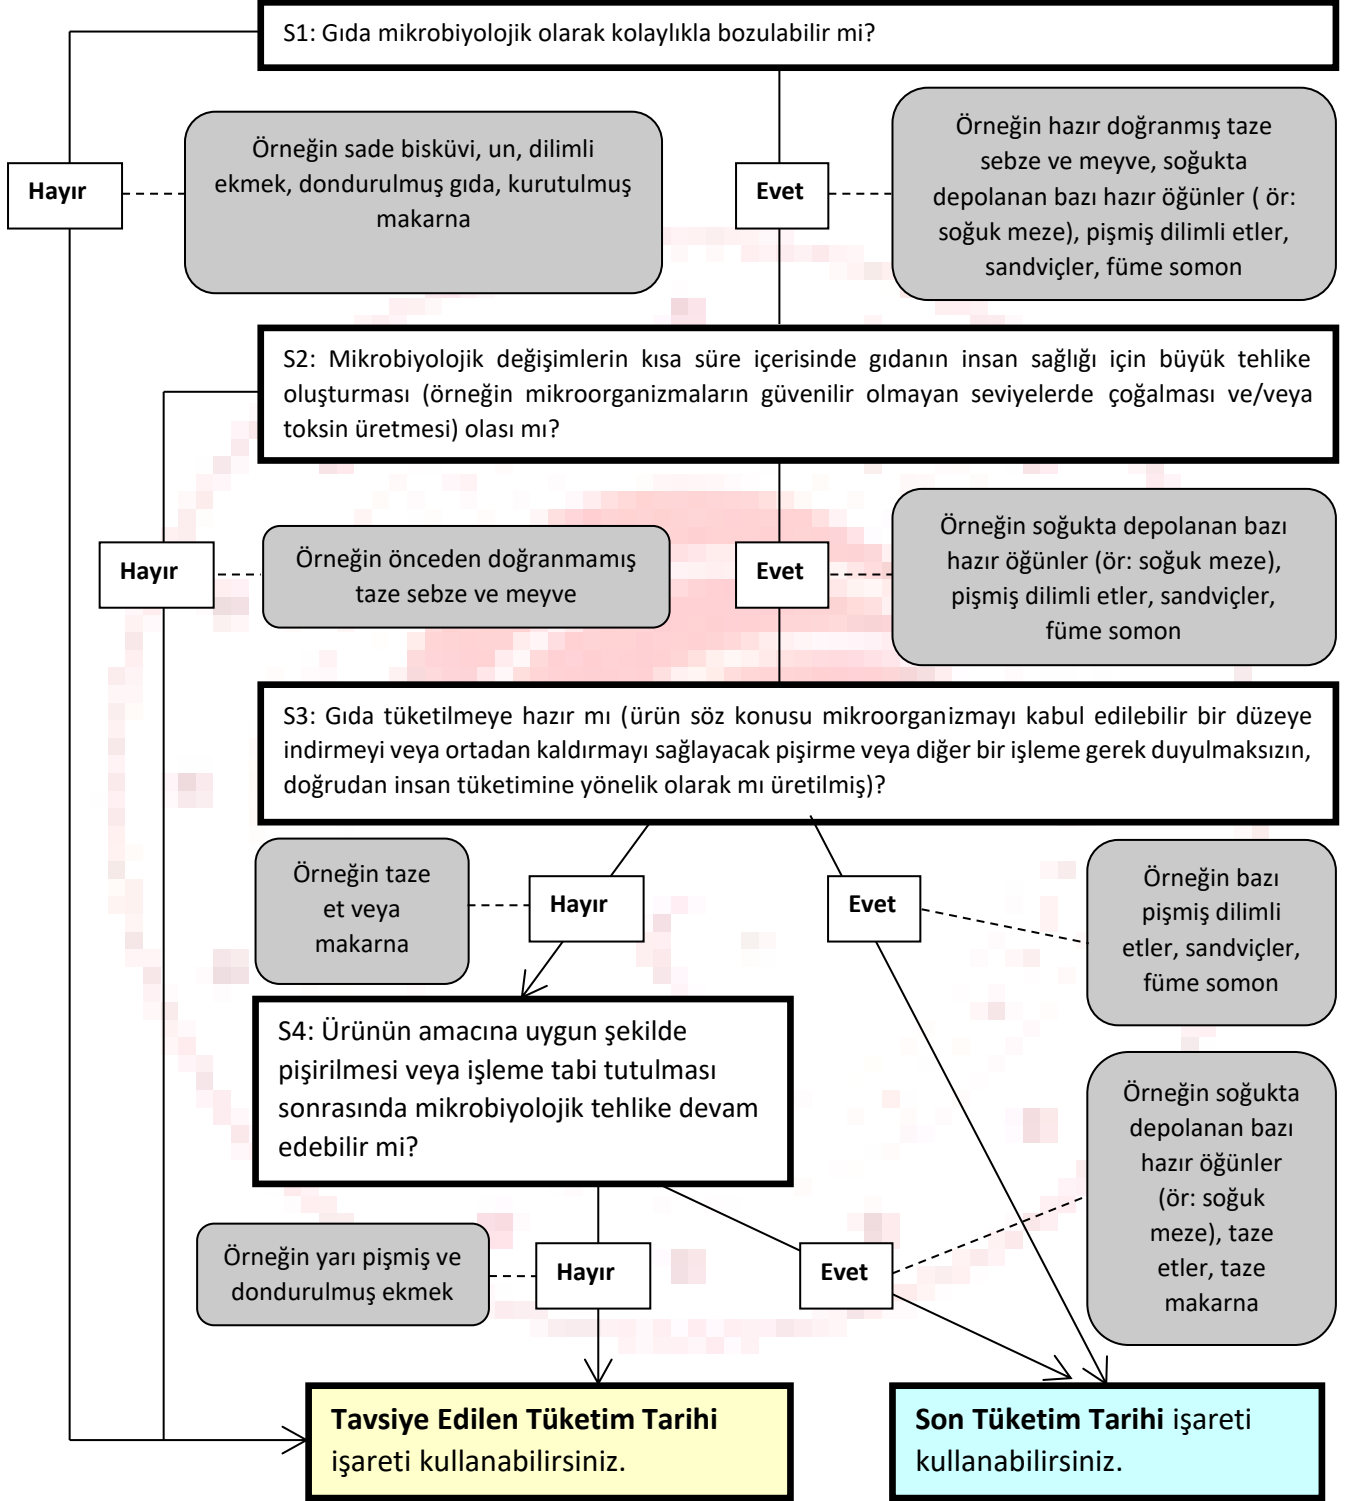 S1: Gıda mikrobiyolojik olarak kolaylıkla bozulabilir mi?
Hayır
Örneğin sade bisküvi, un, dilimli
ekmek, dondurulmuş gıda, kurutulmuş
makarna
Evet
Örneğin hazır doğranmış taze
sebze ve meyve, soğukta
depolanan bazı hazır öğünler ( ör:
soğuk meze), pişmiş dilimli etler,
sandviçler, füme somon
S2: Mikrobiyolojik değişimlerin kısa süre içerisinde gıdanın insan sağlığı için büyük tehlike
oluşturması (örneğin mikroorganizmaların güvenilir olmayan seviyelerde çoğalması ve/veya
toksin üretmesi) olası mı?
Hayır
Örneğin önceden doğranmamış
taze sebze ve meyve
Evet
Örneğin soğukta depolanan bazı
hazır öğünler (ör: soğuk meze),
pişmiş dilimli etler, sandviçler,
füme somon
S3: Gıda tüketilmeye hazır mı (ürün söz konusu mikroorganizmayı kabul edilebilir bir düzeye
indirmeyi veya ortadan kaldırmayı sağlayacak pişirme veya diğer bir işleme gerek duyulmaksızın,
doğrudan insan tüketimine yönelik olarak mı üretilmiş)?
Örneğin taze
et veya
makarna
Hayır
Evet
Örneğin bazı
pişmiş dilimli
etler, sandviçler,
füme somon
S4: Ürünün amacına uygun şekilde
pişirilmesi veya işleme tabi tutulması
sonrasında mikrobiyolojik tehlike devam
edebilir mi?
Örneğin soğukta
depolanan bazı
hazır öğünler
(ör: soğuk
meze), taze
etler, taze
makarna
Örneğin yarı pişmiş ve
dondurulmuş ekmek
Hayır
Evet
Tavsiye Edilen Tüketim Tarihi
işareti kullanabilirsiniz.
Son Tüketim Tarihi işareti
kullanabilirsiniz.